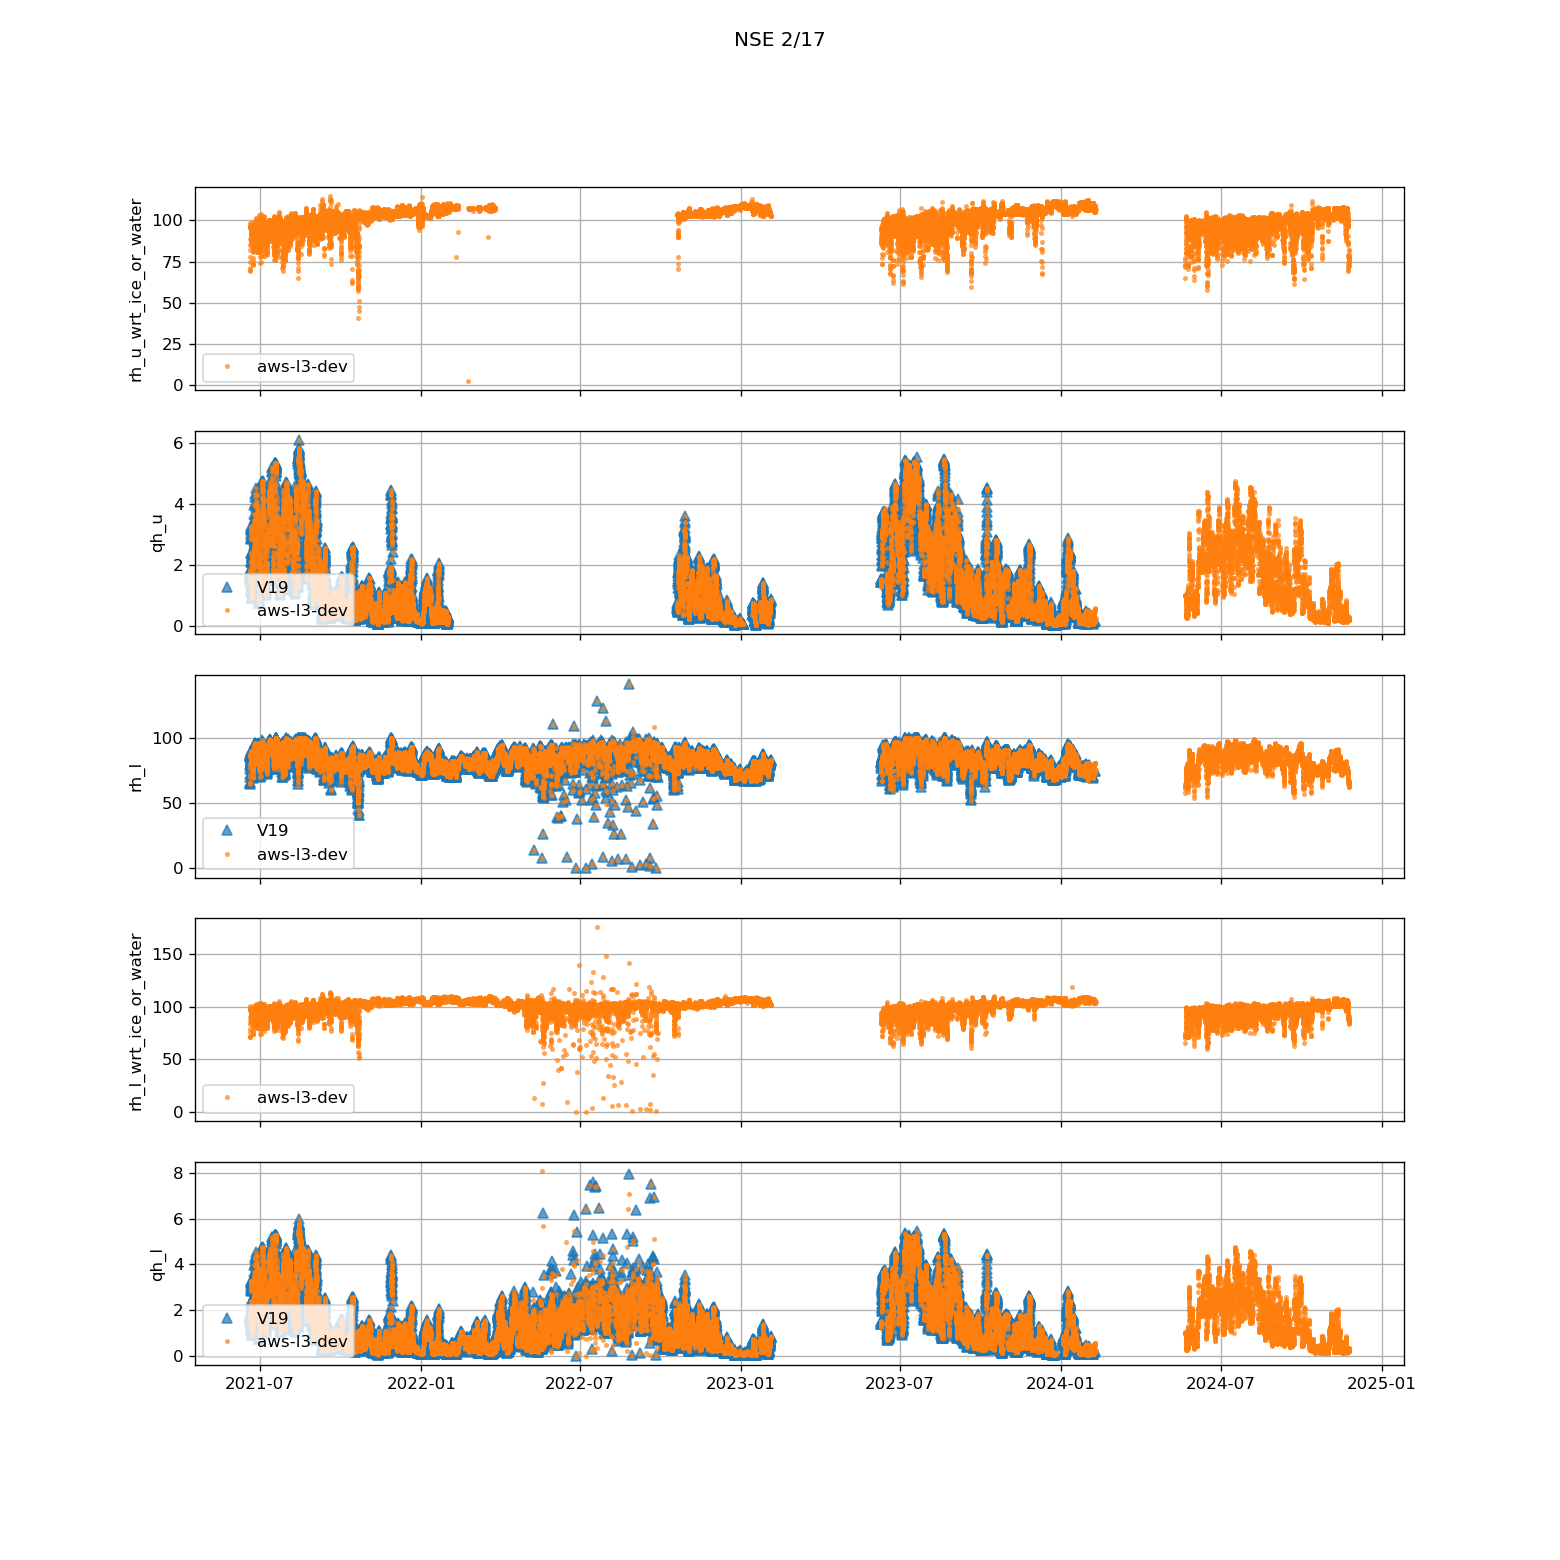 NSE 2/17
rh_u_wrt_ice_or_water
100
75
50
25
0
aws-l3-dev
qh_u
6
4
2
0
V19
aws-l3-dev
rh_l
100
50
0
V19
aws-l3-dev
rh_l_wrt_ice_or_water
150
100
50
0
aws-l3-dev
qh_l
8
6
4
2
0
V19
aws-l3-dev
2021-07 2022-01 2022-07 2023-01 2023-07 2024-01 2024-07 2025-01